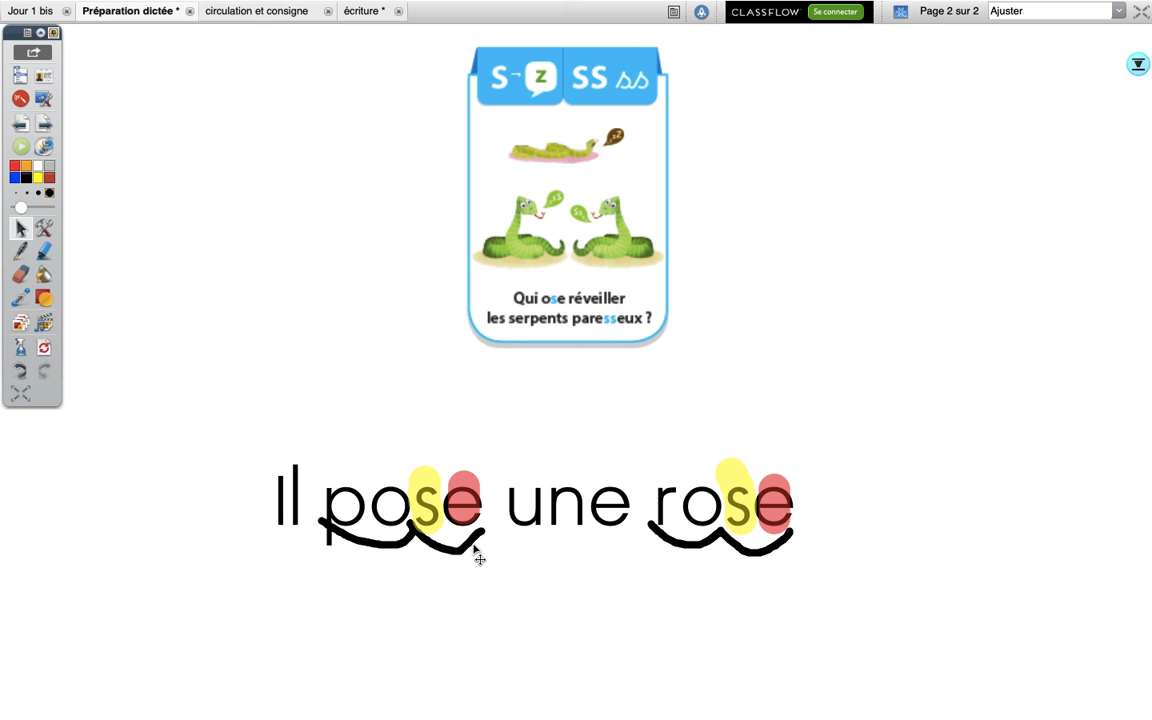 Jour 1 bis Préparation dictée * circulation et consigne écriture * CLASSFLOW Se connecter Page 2 sur 2 Ajuster
S→z SS ss
Qui ose réveiller
les serpents paresseux ?
Il pose une rose